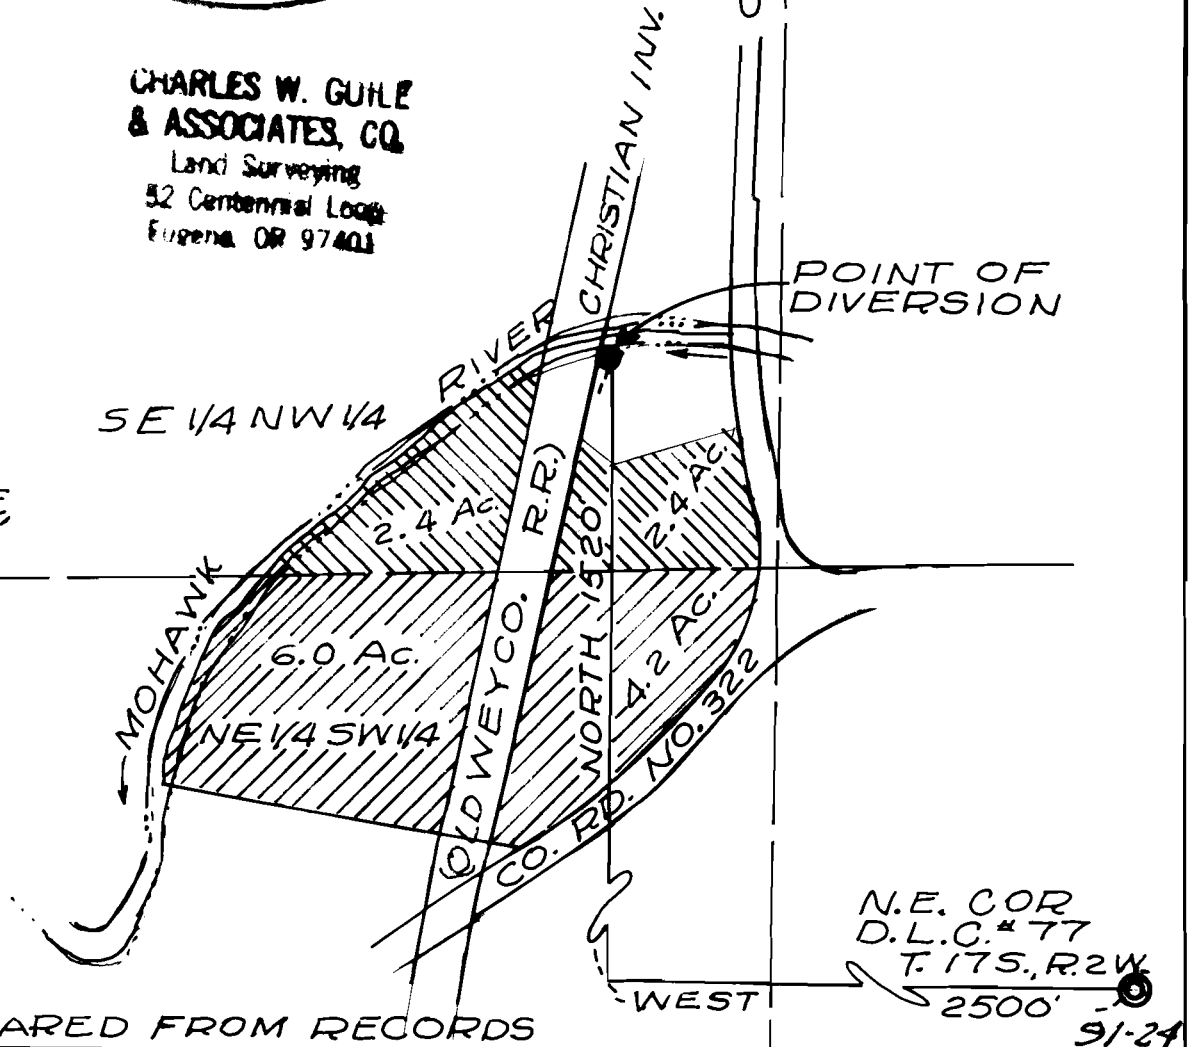 CHARLES W. GUILE
& ASSOCIATES, CO.
Land Surveying
52 Centennial Loop
Eugene, OR 97401
CHRISTIAN INV.
POINT OF
DIVERSION
RIVER
SE 1/4 NW 1/4
2.4 Ac.
2.4 Ac.
(OLD WEYCO. R.R.)
NORTH 1520'
MOHAWK
6.0 Ac.
4.2 Ac.
NE 1/4 SW 1/4
CO. RD. NO. 322
N.E. COR
D.L.C. #77
T. 17S., R.2W.
WEST
2500'
91-24
ARED FROM RECORDS